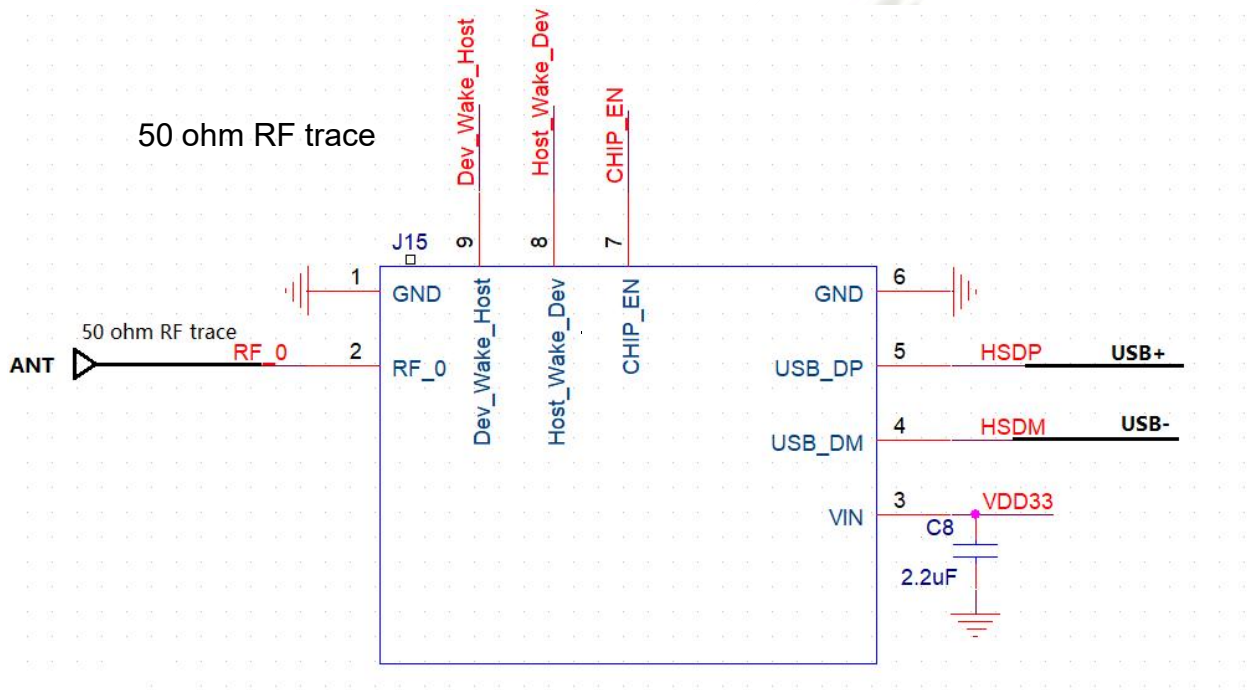 Dev_Wake_Host
Host_Wake_Dev
CHIP_EN
50 ohm RF trace
J15
9
8
7
1
GND
Dev_Wake_Host
Host_Wake_Dev
CHIP_EN
GND
6
50 ohm RF trace
ANT
RF_0
2
RF_0
USB_DP
5
HSDP
USB+
USB_DM
4
HSDM
USB-
VIN
3
VDD33
C8
2.2uF